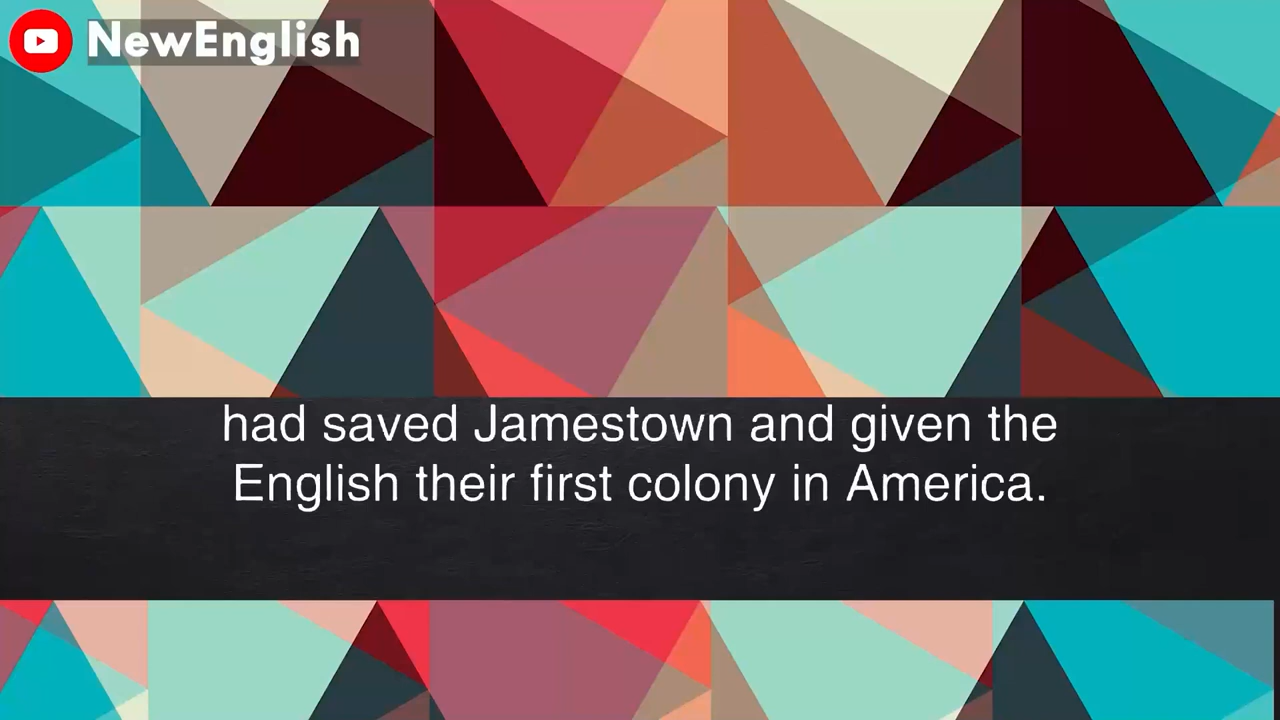 NewEnglish
had saved Jamestown and given the
English their first colony in America.